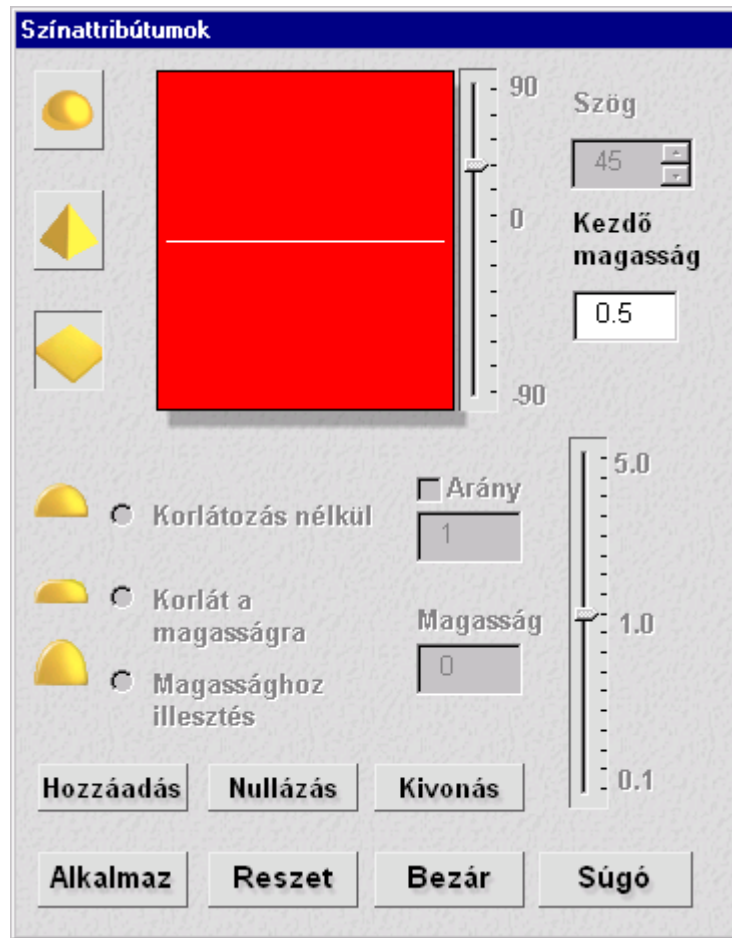 Színattribútumok
90
Szög
45
0
Kezdő
magasság
0.5
-90
5.0
Arány
Korlátozás nélkül
1
Korlát a
magasságra
Magasság
1.0
0
Magassághoz
illesztés
Hozzáadás
Nullázás
Kivonás
0.1
Alkalmaz
Reszet
Bezár
Súgó